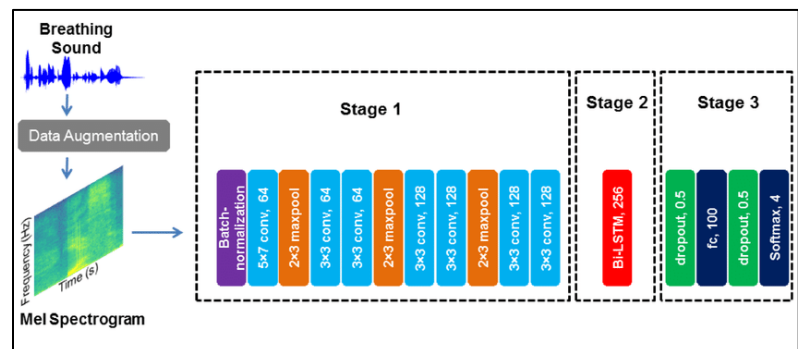 Breathing
Sound
Data Augmentation
Frequency (Hz)
Time (s)
Mel Spectrogram
Stage 1
Batch-
normalization
5×7 conv, 64
2×3 maxpool
3×3 conv, 64
3×3 conv, 64
2×3 maxpool
3×3 conv, 128
3×3 conv, 128
2×3 maxpool
3×3 conv, 128
3×3 conv, 128
Stage 2
Bi-LSTM, 256
Stage 3
dropout, 0.5
fc, 100
dropout, 0.5
Softmax, 4